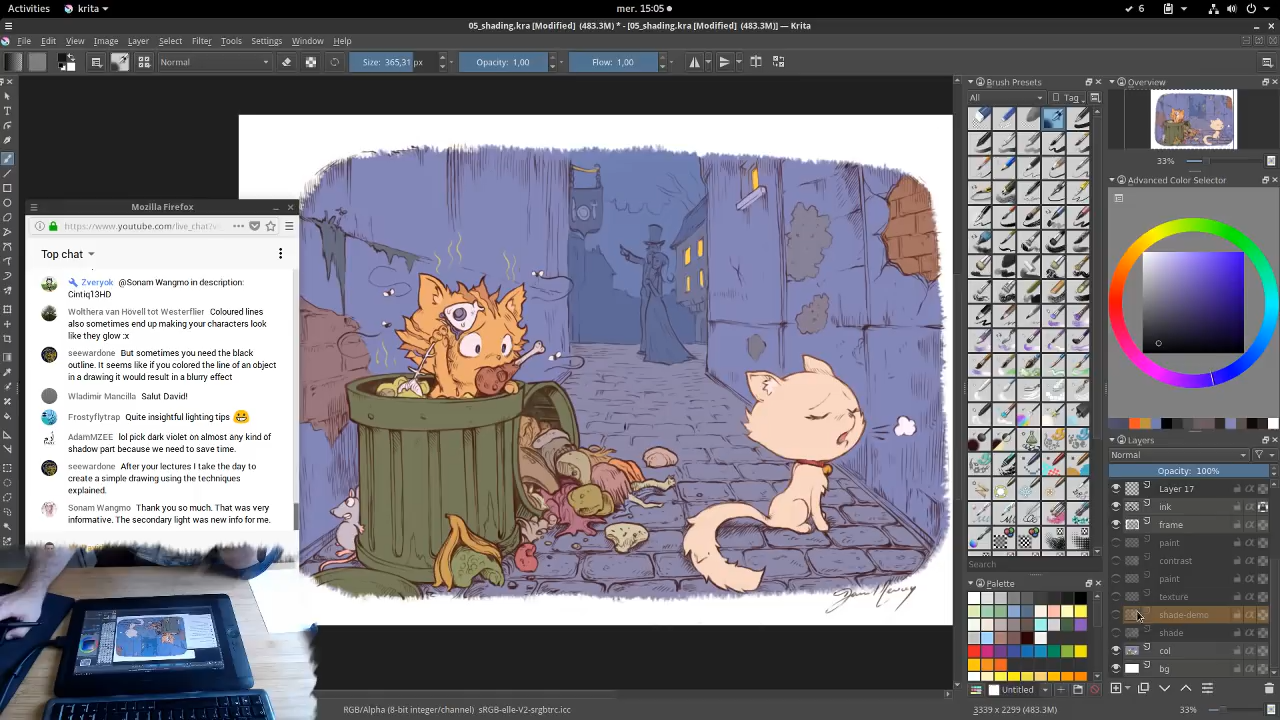 Activities
krita
mer. 15:05
6
05_shading.kra [Modified] (483.3M) * - [05_shading.kra [Modified] (483.3M)] — Krita
File Edit View Image Layer Select Filter Tools Settings Window Help
Normal
Size: 365,31 px
Opacity: 1,00
Flow: 1,00
Mozilla Firefox
https://www.youtube.com/live_chat?v
Top chat
Zveryok @Sonam Wangmo in description:
Cintiq13HD
Wolthera van Hövell tot Westerflier Coloured lines
also sometimes end up making your characters look
like they glow :x
seewardone But sometimes you need the black
outline. It seems like if you colored the line of an object
in a drawing it would result in a blurry effect
Wladimir Mancilla Salut David!
Frostyflytrap Quite insightful lighting tips 😀
AdamMZEE lol pick dark violet on almost any kind of
shadow part because we need to save time.
seewardone After your lectures I take the day to
create a simple drawing using the techniques
explained.
Sonam Wangmo Thank you so much. That was very
informative. The secondary light was new info for me.
Brush Presets
All
Tag
Search
Palette
Untitled
Overview
33%
Advanced Color Selector
Layers
Normal
Opacity: 100%
Layer 17
ink
frame
paint
contrast
paint
texture
shade-demo
shade
col
bg
RGB/Alpha (8-bit integer/channel) sRGB-elle-V2-srgbtrc.icc
3339 x 2299 (483.3M)
33%